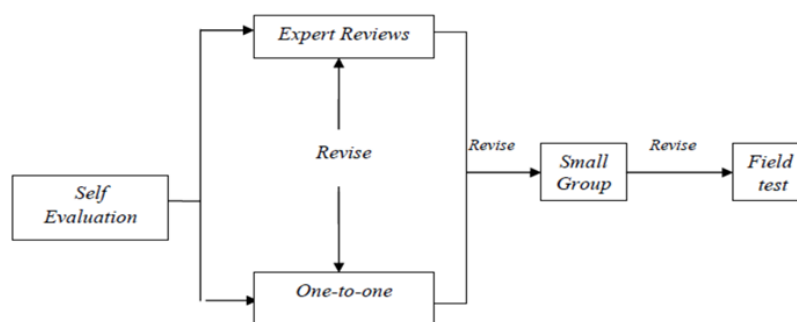 Expert Reviews
Revise
Self
Evaluation
One-to-one
Revise
Small
Group
Revise
Field
test